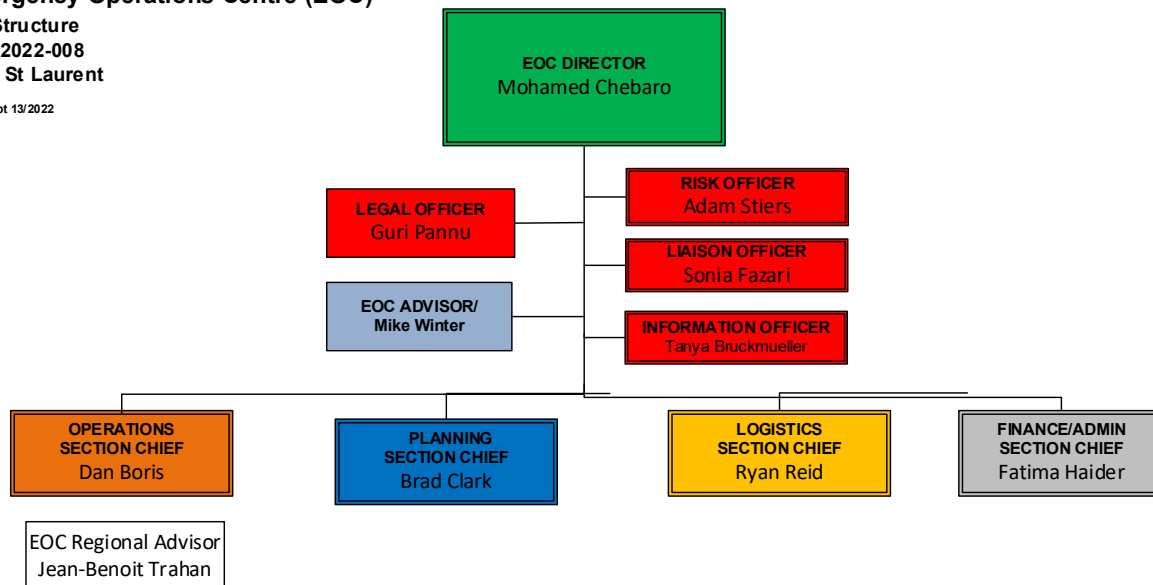 Structure
2022-008
St Laurent
13/2022
EOC DIRECTOR
Mohamed Chebaro
LEGAL OFFICER
Guri Pannu
RISK OFFICER
Adam Stiers
LIAISON OFFICER
Sonia Fazari
EOC ADVISOR/
Mike Winter
INFORMATION OFFICER
Tanya Bruckmueller
OPERATIONS
SECTION CHIEF
Dan Boris
PLANNING
SECTION CHIEF
Brad Clark
LOGISTICS
SECTION CHIEF
Ryan Reid
FINANCE/ADMIN
SECTION CHIEF
Fatima Haider
EOC Regional Advisor
Jean-Benoit Trahan